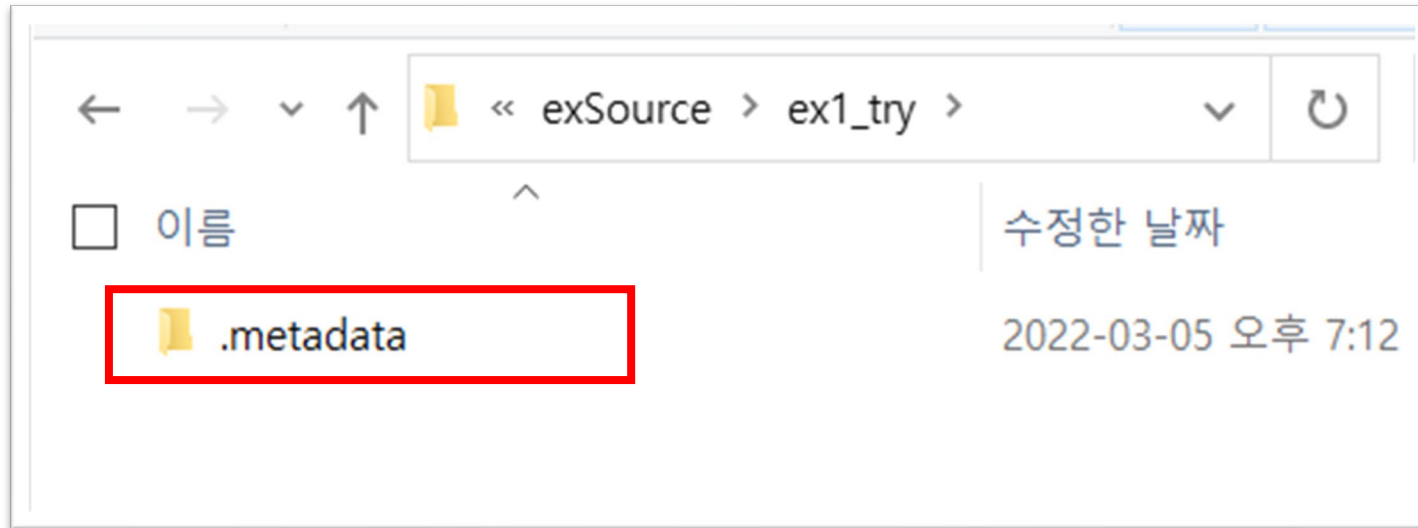 « exSource > ex1_try >
이름 수정한 날짜
.metadata 2022-03-05 오후 7:12